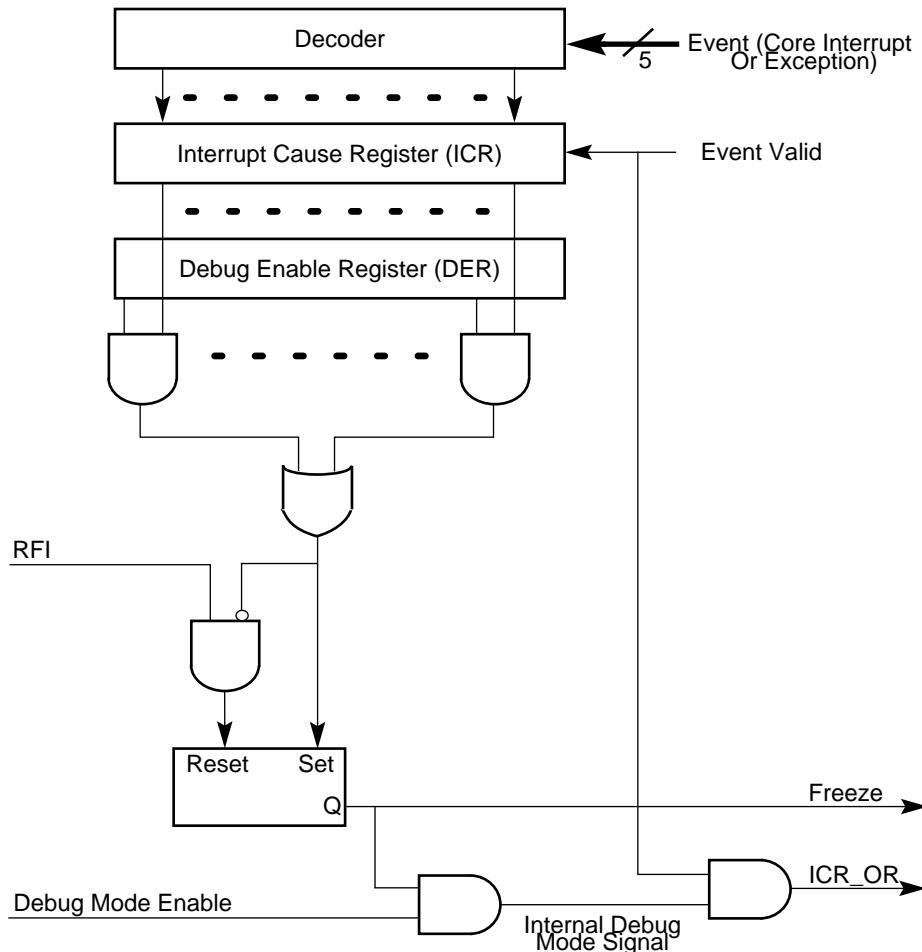 Decoder
Event (Core Interrupt
Or Exception)
5
Interrupt Cause Register (ICR)
Event Valid
Debug Enable Register (DER)
RFI
Reset
Set
Q
Freeze
ICR_OR
Debug Mode Enable
Internal Debug
Mode Signal